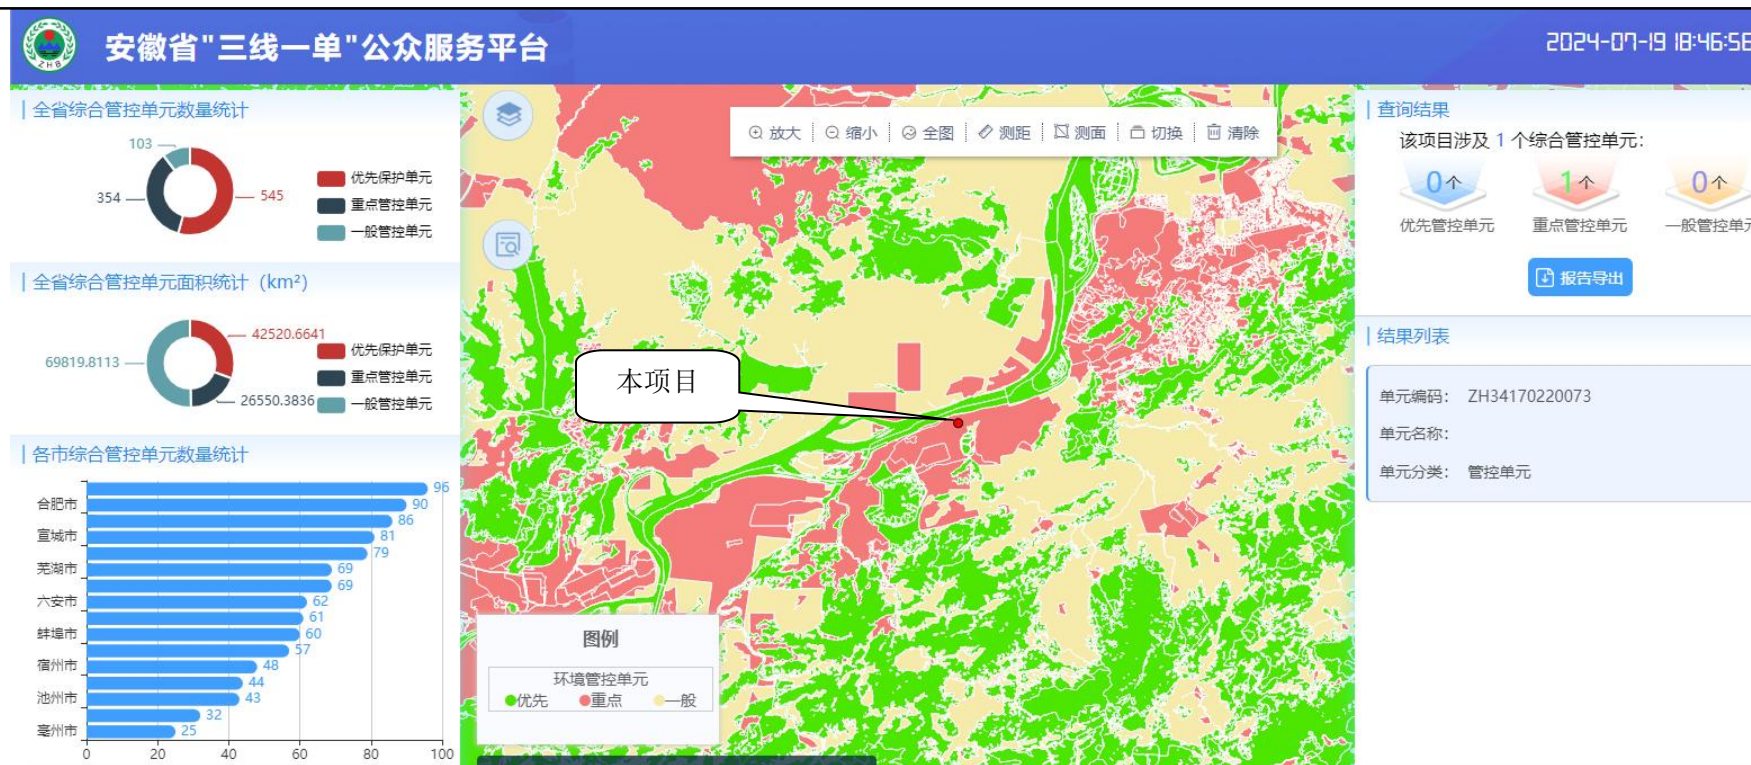 安徽省"三线一单"公众服务平台
2024-07-19 18:46:56
全省综合管控单元数量统计
103
354
545
优先保护单元
重点管控单元
一般管控单元
全省综合管控单元面积统计（km²）
42520.6641
69819.8113
26550.3836
优先保护单元
重点管控单元
一般管控单元
各市综合管控单元数量统计
96
合肥市 90
86
宣城市 81
79
芜湖市 69
69
六安市 62
61
蚌埠市 60
57
宿州市 48
44
池州市 43
32
亳州市 25
0 20 40 60 80 100
放大 缩小 全图 测距 测面 切换 清除
本项目
图例
环境管控单元
优先 重点 一般
查询结果
该项目涉及 1 个综合管控单元：
0个 1个 0个
优先管控单元 重点管控单元 一般管控单元
报告导出
结果列表
单元编码： ZH34170220073
单元名称：
单元分类： 管控单元
ZHB